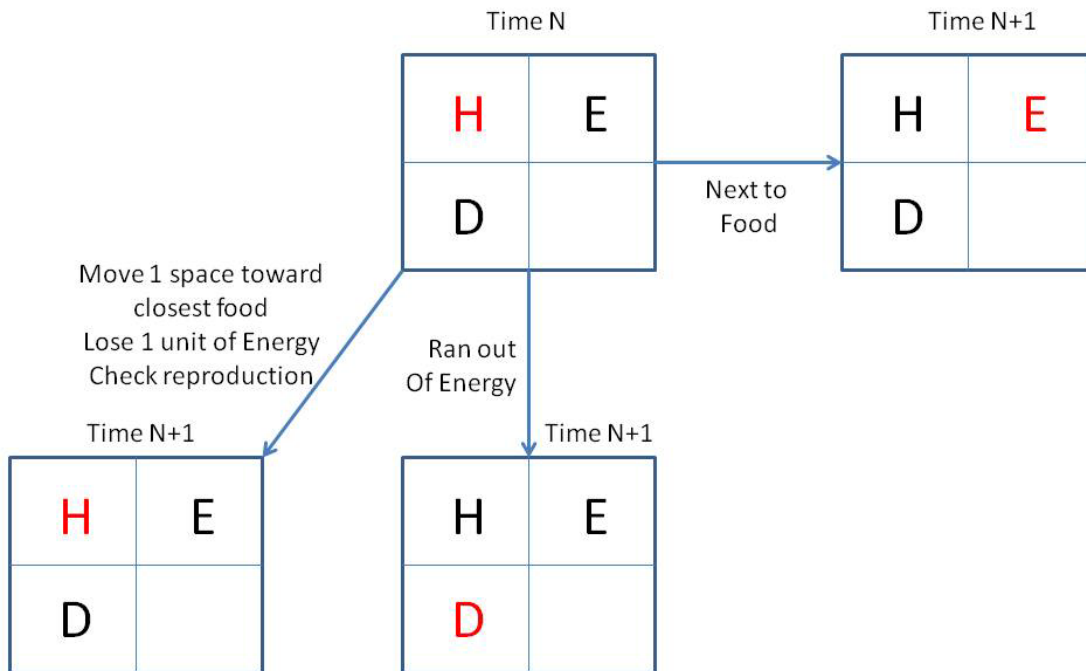 Time N
Time N+1
H E
H E
D
D
Next to
Food
Move 1 space toward
closest food
Lose 1 unit of Energy
Check reproduction
Ran out
Of Energy
Time N+1
Time N+1
H E
H E
D
D